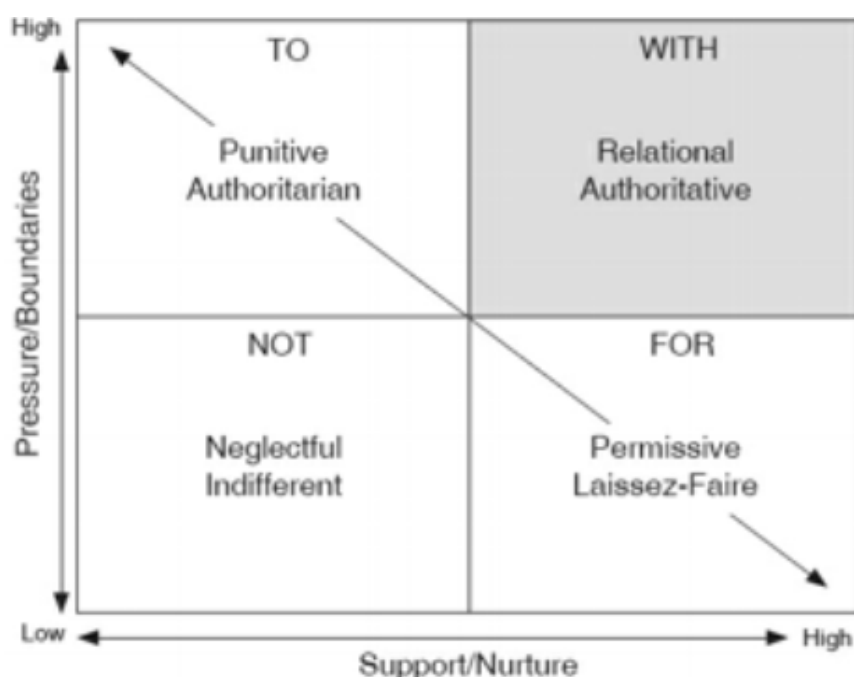 High
TO
WITH
Punitive
Authoritarian
Relational
Authoritative
Pressure/Boundaries
NOT
FOR
Neglectful
Indifferent
Permissive
Laissez-Faire
Low
High
Support/Nurture